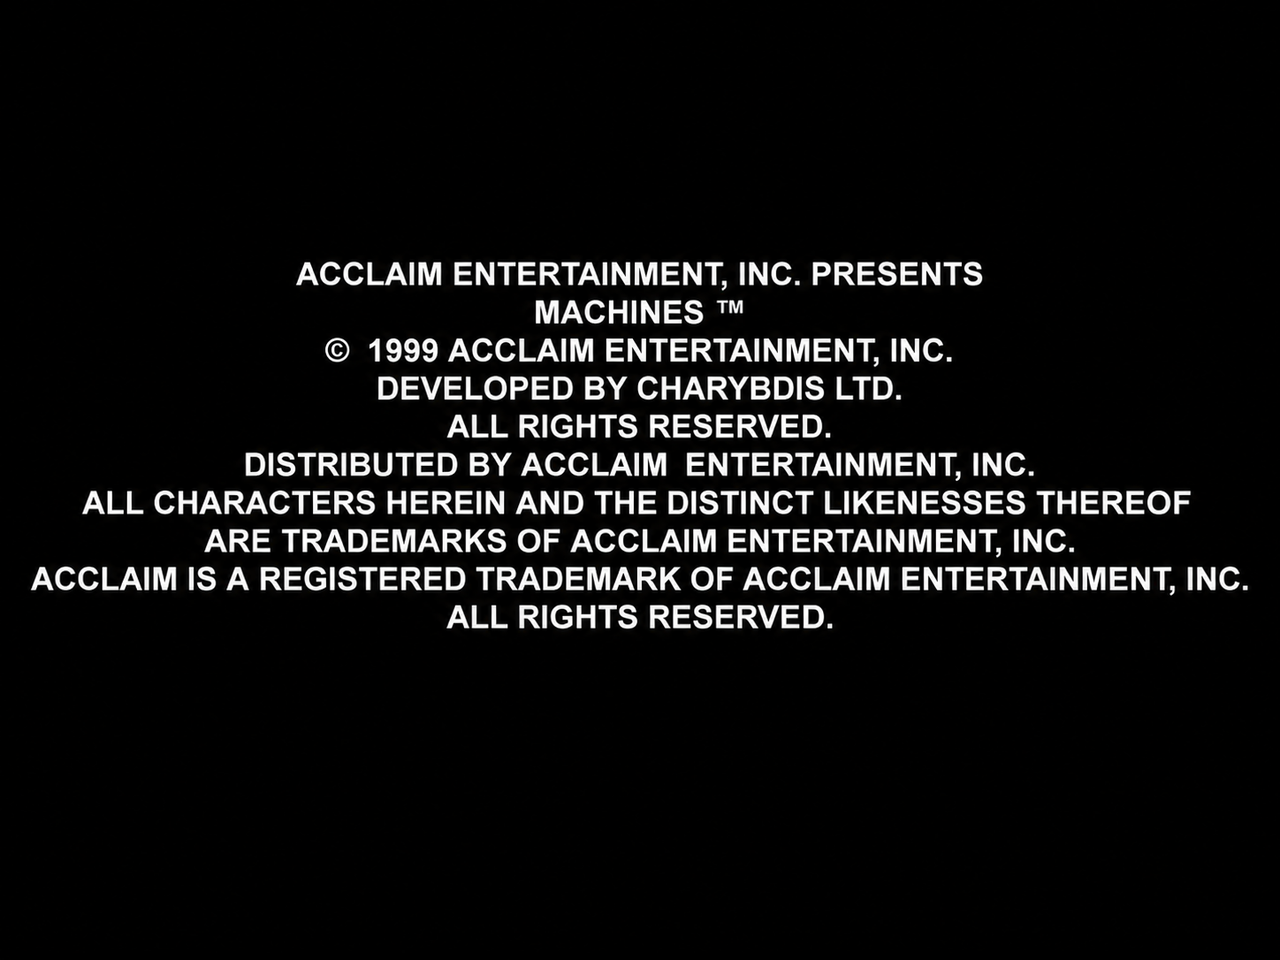 ACCLAIM ENTERTAINMENT, INC. PRESENTS
MACHINES ™
© 1999 ACCLAIM ENTERTAINMENT, INC.
DEVELOPED BY CHARYBDIS LTD.
ALL RIGHTS RESERVED.
DISTRIBUTED BY ACCLAIM ENTERTAINMENT, INC.
ALL CHARACTERS HEREIN AND THE DISTINCT LIKENESSES THEREOF
ARE TRADEMARKS OF ACCLAIM ENTERTAINMENT, INC.
ACCLAIM IS A REGISTERED TRADEMARK OF ACCLAIM ENTERTAINMENT, INC.
ALL RIGHTS RESERVED.